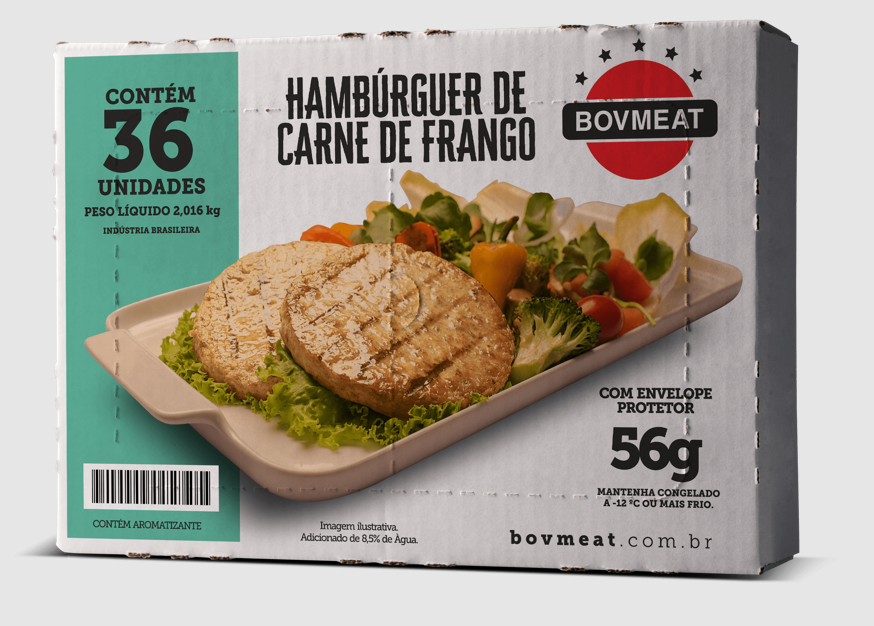 CONTÉM
36
UNIDADES
PESO LÍQUIDO 2,016 kg
INDÚSTRIA BRASILEIRA
HAMBÚRGUER DE
CARNE DE FRANGO
BOVMEAT
COM ENVELOPE
PROTETOR
56g
MANTENHA CONGELADO
A -12 ºC OU MAIS FRIO.
CONTÉM AROMATIZANTE
Imagem ilustrativa.
Adicionado de 8,5% de Água.
bovmeat.com.br